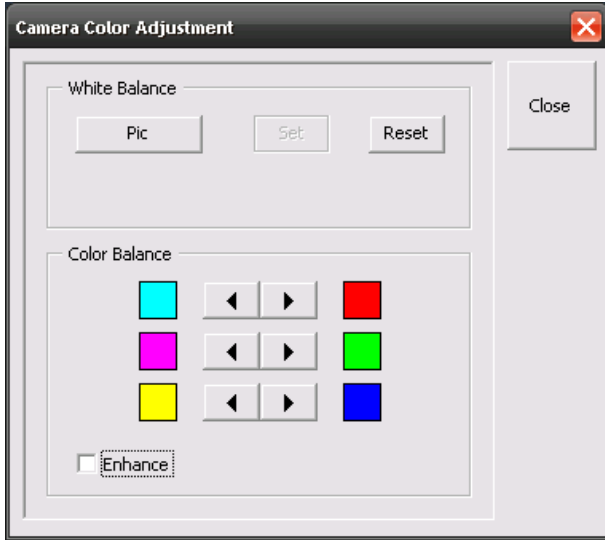 Camera Color Adjustment
White Balance
Pic Set Reset
Close
Color Balance
Enhance